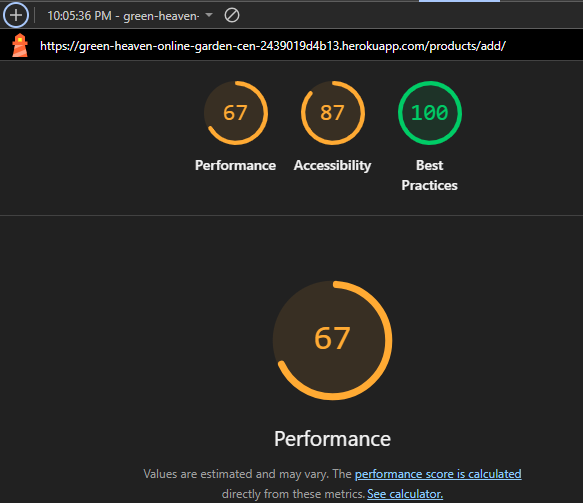 10:05:36 PM - green-heaven-
https://green-heaven-online-garden-cen-2439019d4b13.herokuapp.com/products/add/
67 87 100
Performance Accessibility Best
Practices
67
Performance
Values are estimated and may vary. The performance score is calculated
directly from these metrics. See calculator.